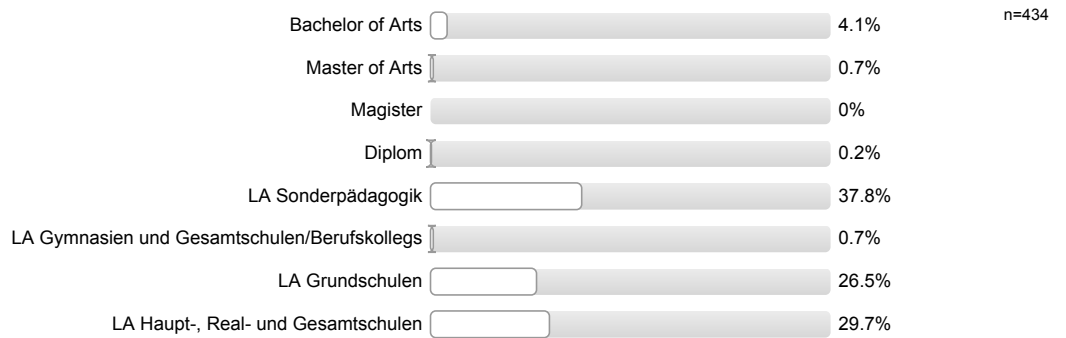 Bachelor of Arts 4.1% n=434
Master of Arts 0.7%
Magister 0%
Diplom 0.2%
LA Sonderpädagogik 37.8%
LA Gymnasien und Gesamtschulen/Berufskollegs 0.7%
LA Grundschulen 26.5%
LA Haupt-, Real- und Gesamtschulen 29.7%